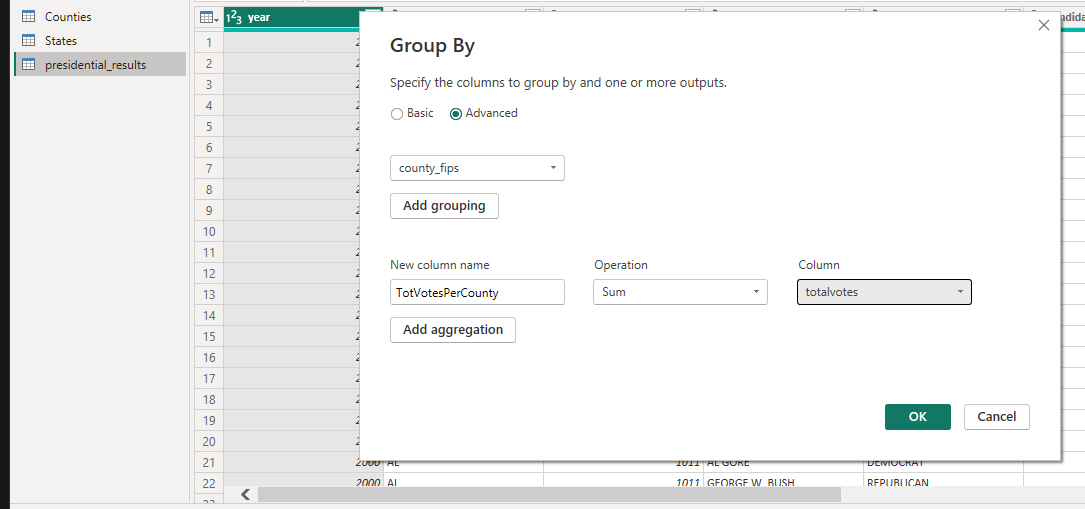 Counties
States
presidential_results
1²3 year
1
2
3
4
5
6
7
8
9
10
11
12
13
14
15
16
17
18
19
20
21 2000 AL 1011 AL GORE DEMOCRAT
22 2000 AL 1011 GEORGE W. BUSH REPUBLICAN
Group By
Specify the columns to group by and one or more outputs.
Basic Advanced
county_fips
Add grouping
New column name Operation Column
TotVotesPerCounty Sum totalvotes
Add aggregation
OK Cancel